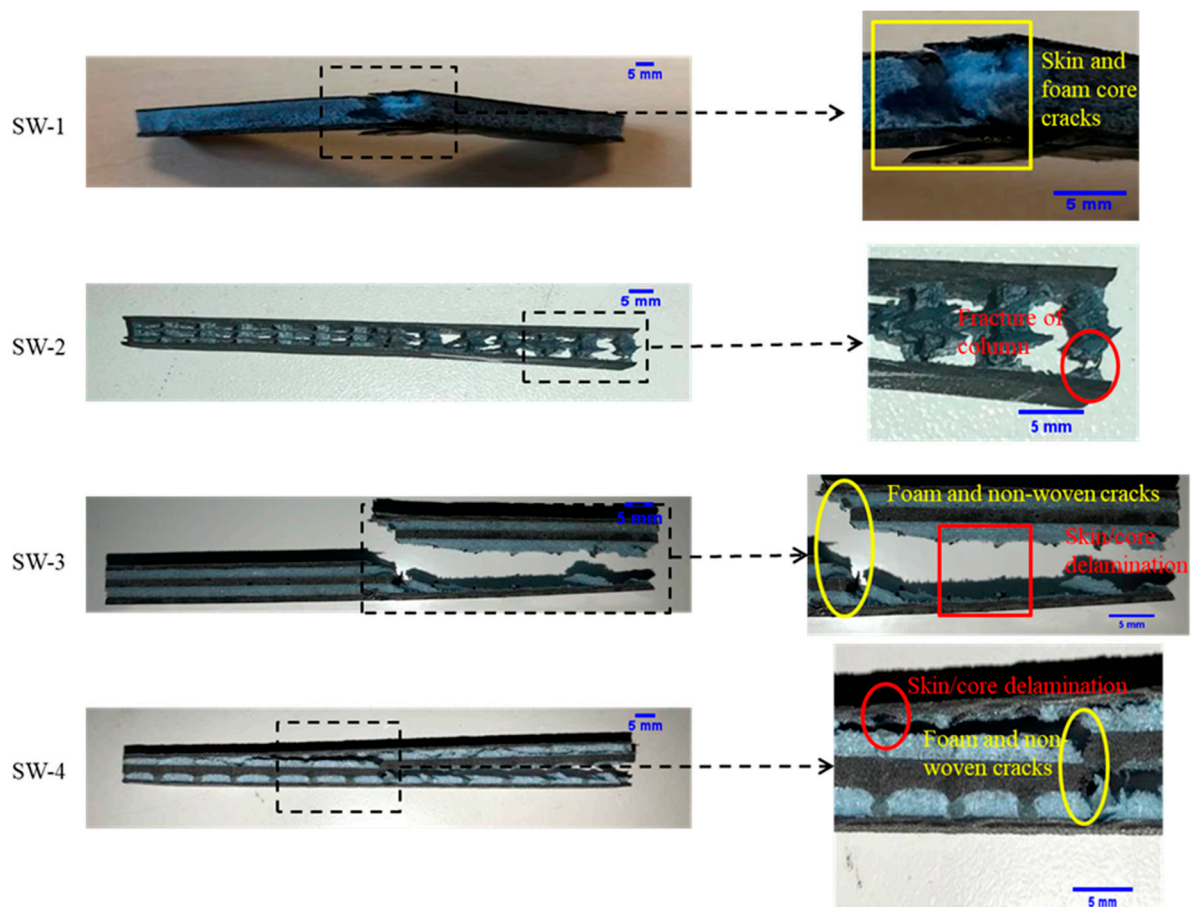 SW-1
5 mm
Skin and
foam core
cracks
5 mm
SW-2
5 mm
Fracture of
column
5 mm
SW-3
5 mm
Foam and non-woven cracks
Skin/core
delamination
5 mm
SW-4
5 mm
Skin/core delamination
Foam and non-
woven cracks
5 mm